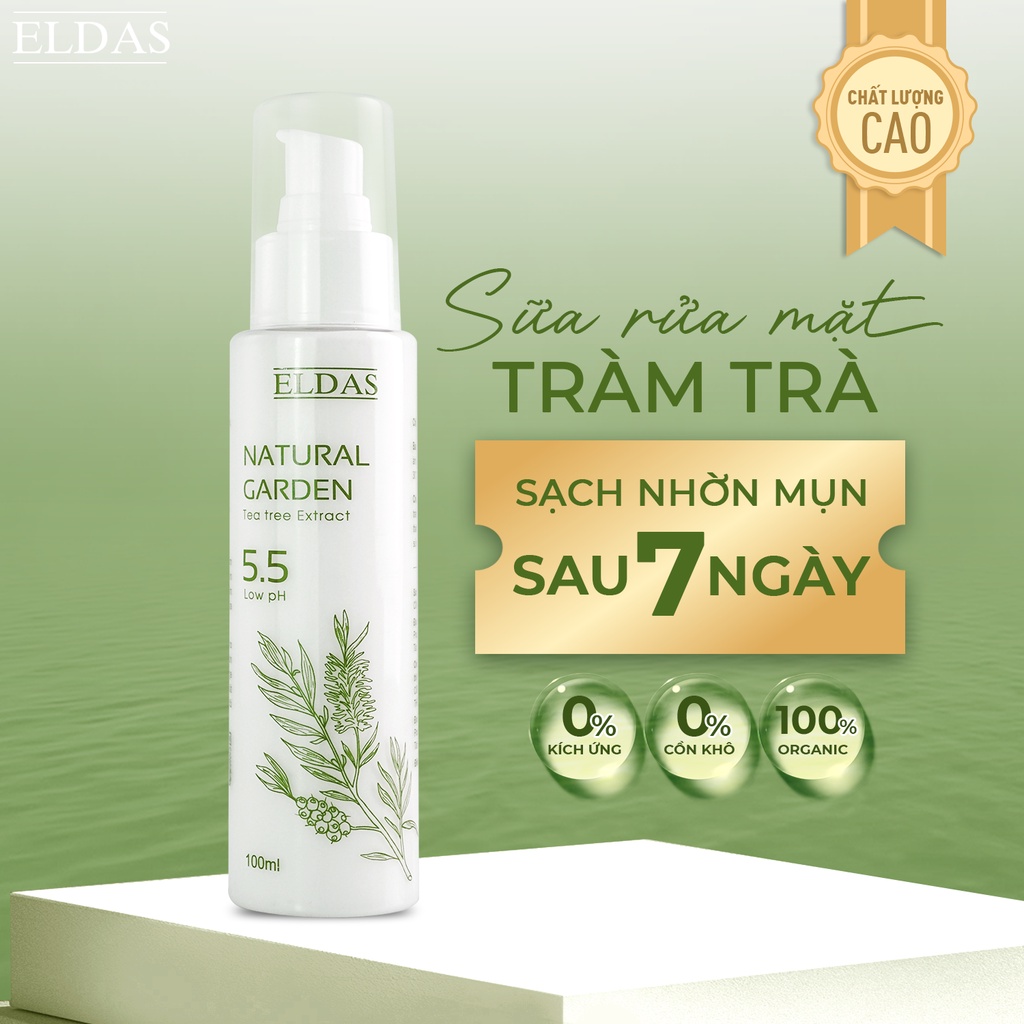 ELDAS
CHẤT LƯỢNG
CAO
Sữa rửa mặt
TRÀM TRÀ
SẠCH NHỜN MỤN
SAU 7 NGÀY
0%
KÍCH ỨNG
0%
CỒN KHÔ
100%
ORGANIC
ELDAS
NATURAL
GARDEN
Tea tree Extract
5.5
Low pH
100ml